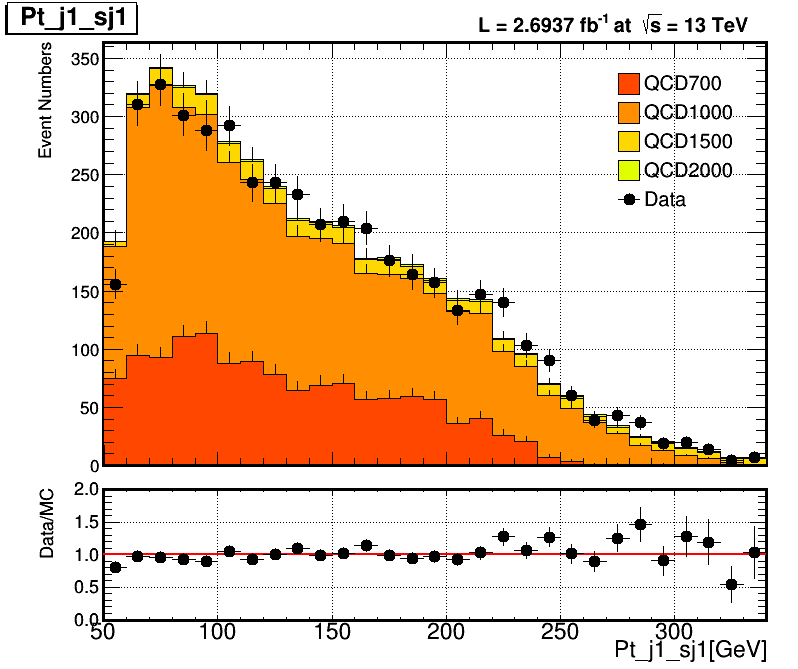 Pt_j1_sj1
L = 2.6937 fb⁻¹ at √s = 13 TeV
Event Numbers
350
300
250
200
150
100
50
0
QCD700
QCD1000
QCD1500
QCD2000
Data
Data/MC
2.0
1.5
1.0
0.5
0.0
50 100 150 200 250 300
Pt_j1_sj1[GeV]